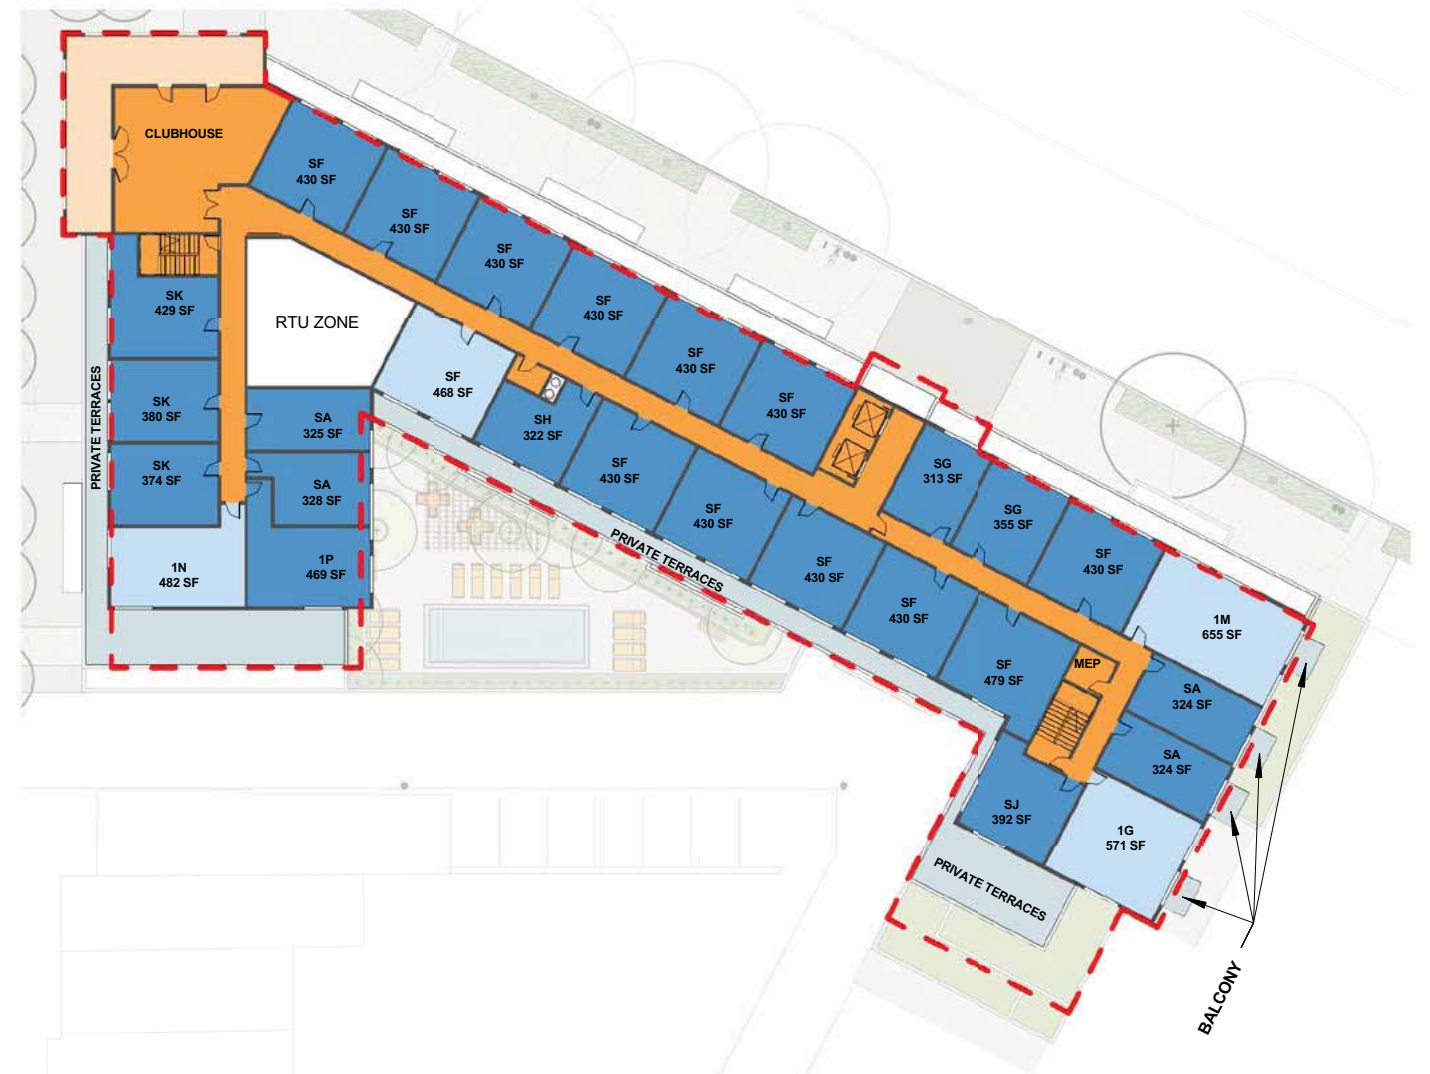 CLUBHOUSE
SF
430 SF
SF
430 SF
SF
430 SF
SF
430 SF
SF
430 SF
SF
430 SF
SG
313 SF
SG
355 SF
SF
430 SF
1M
655 SF
SA
324 SF
SA
324 SF
1G
571 SF
SJ
392 SF
MEP
SF
479 SF
SF
430 SF
SF
430 SF
SF
430 SF
SF
430 SF
SH
322 SF
SF
468 SF
RTU ZONE
SK
429 SF
SK
380 SF
SK
374 SF
SA
325 SF
SA
328 SF
1P
469 SF
1N
482 SF
PRIVATE TERRACES
PRIVATE TERRACES
PRIVATE TERRACES
BALCONY